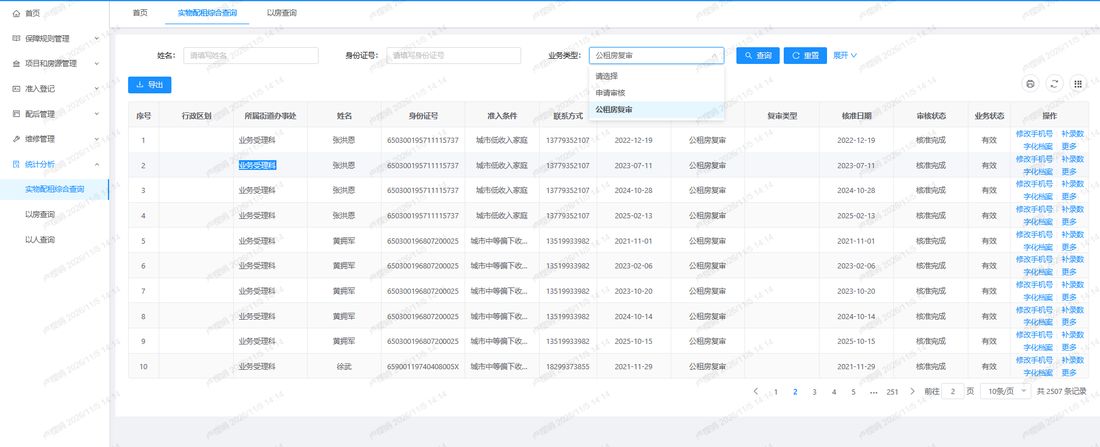 首页
保障规则管理
项目和房源管理
准入登记
配后管理
维修管理
统计分析
实物配租综合查询
以房查询
以人查询
首页 实物配租综合查询 以房查询
姓名: 请填写姓名 身份证号: 请填写身份证号 业务类型: 公租房复审 查询 重置 展开
请选择
申请审核
公租房复审
导出
序号 行政区划 所属街道办事处 姓名 身份证号 准入条件 联系方式 复审类型 核准日期 审核状态 业务状态 操作
1 业务受理科 张洪恩 650300195711115737 城市低收入家庭 13779352107 2022-12-19 公租房复审 2022-12-19 核准完成 有效 修改手机号 补录数字化档案 更多
2 业务受理科 张洪恩 650300195711115737 城市低收入家庭 13779352107 2023-07-11 公租房复审 2023-07-11 核准完成 有效 修改手机号 补录数字化档案 更多
3 业务受理科 张洪恩 650300195711115737 城市低收入家庭 13779352107 2024-10-28 公租房复审 2024-10-28 核准完成 有效 修改手机号 补录数字化档案 更多
4 业务受理科 张洪恩 650300195711115737 城市低收入家庭 13779352107 2025-02-13 公租房复审 2025-02-13 核准完成 有效 修改手机号 补录数字化档案 更多
5 业务受理科 黄拥军 650300196807200025 城市中等偏下收... 13519933982 2021-11-01 公租房复审 2021-11-01 核准完成 有效 修改手机号 补录数字化档案 更多
6 业务受理科 黄拥军 650300196807200025 城市中等偏下收... 13519933982 2023-02-06 公租房复审 2023-02-06 核准完成 有效 修改手机号 补录数字化档案 更多
7 业务受理科 黄拥军 650300196807200025 城市中等偏下收... 13519933982 2023-10-20 公租房复审 2023-10-20 核准完成 有效 修改手机号 补录数字化档案 更多
8 业务受理科 黄拥军 650300196807200025 城市中等偏下收... 13519933982 2024-10-14 公租房复审 2024-10-14 核准完成 有效 修改手机号 补录数字化档案 更多
9 业务受理科 黄拥军 650300196807200025 城市中等偏下收... 13519933982 2025-10-15 公租房复审 2025-10-15 核准完成 有效 修改手机号 补录数字化档案 更多
10 业务受理科 徐武 65900119740408005X 城市中等偏下收... 18299373855 2021-11-29 公租房复审 2021-11-29 核准完成 有效 修改手机号 补录数字化档案 更多
1 2 3 4 5 ... 251 前往 2 页 10条/页 共 2507 条记录